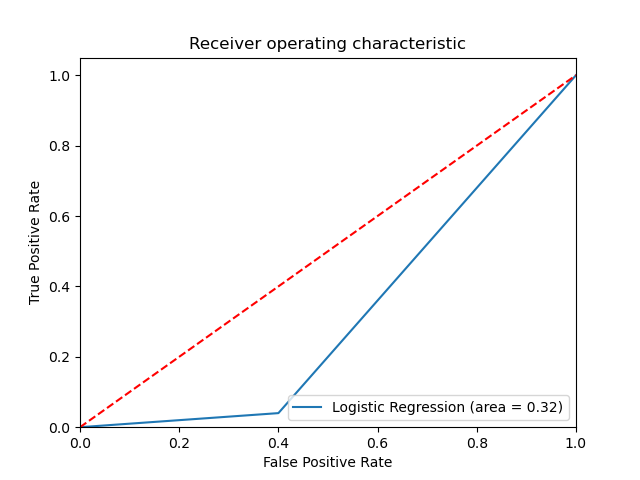 Receiver operating characteristic
1.0
0.8
0.6
0.4
0.2
0.0
True Positive Rate
Logistic Regression (area = 0.32)
0.0 0.2 0.4 0.6 0.8 1.0
False Positive Rate